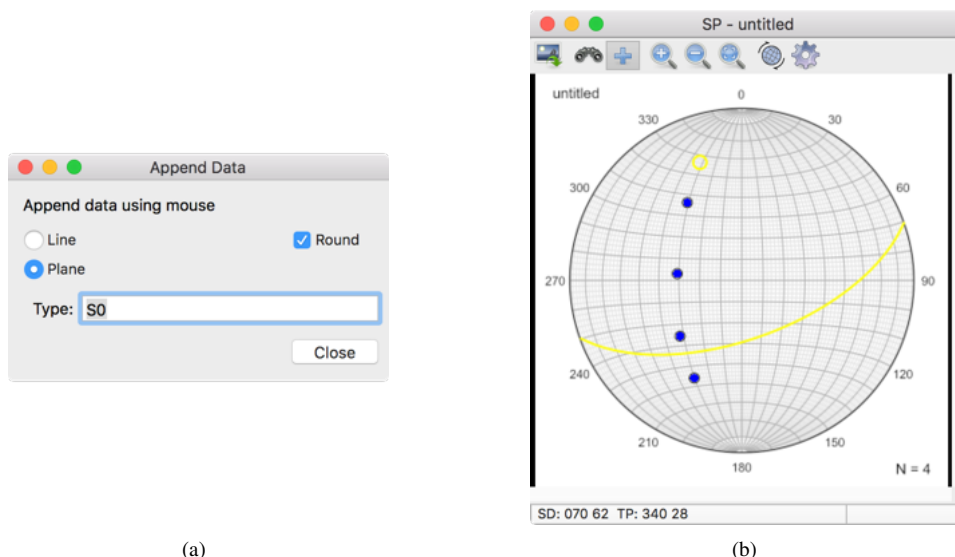 Append Data
Append data using mouse
Line
Round
Plane
Type: S0
Close
(a)
SP - untitled
untitled
0
330
30
300
60
270
90
240
120
210
150
180
N = 4
SD: 070 62 TP: 340 28
(b)